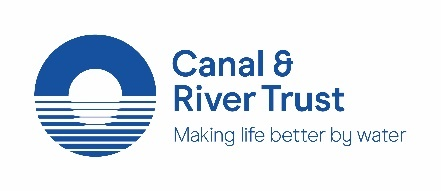 Canal &
River Trust
Making life better by water